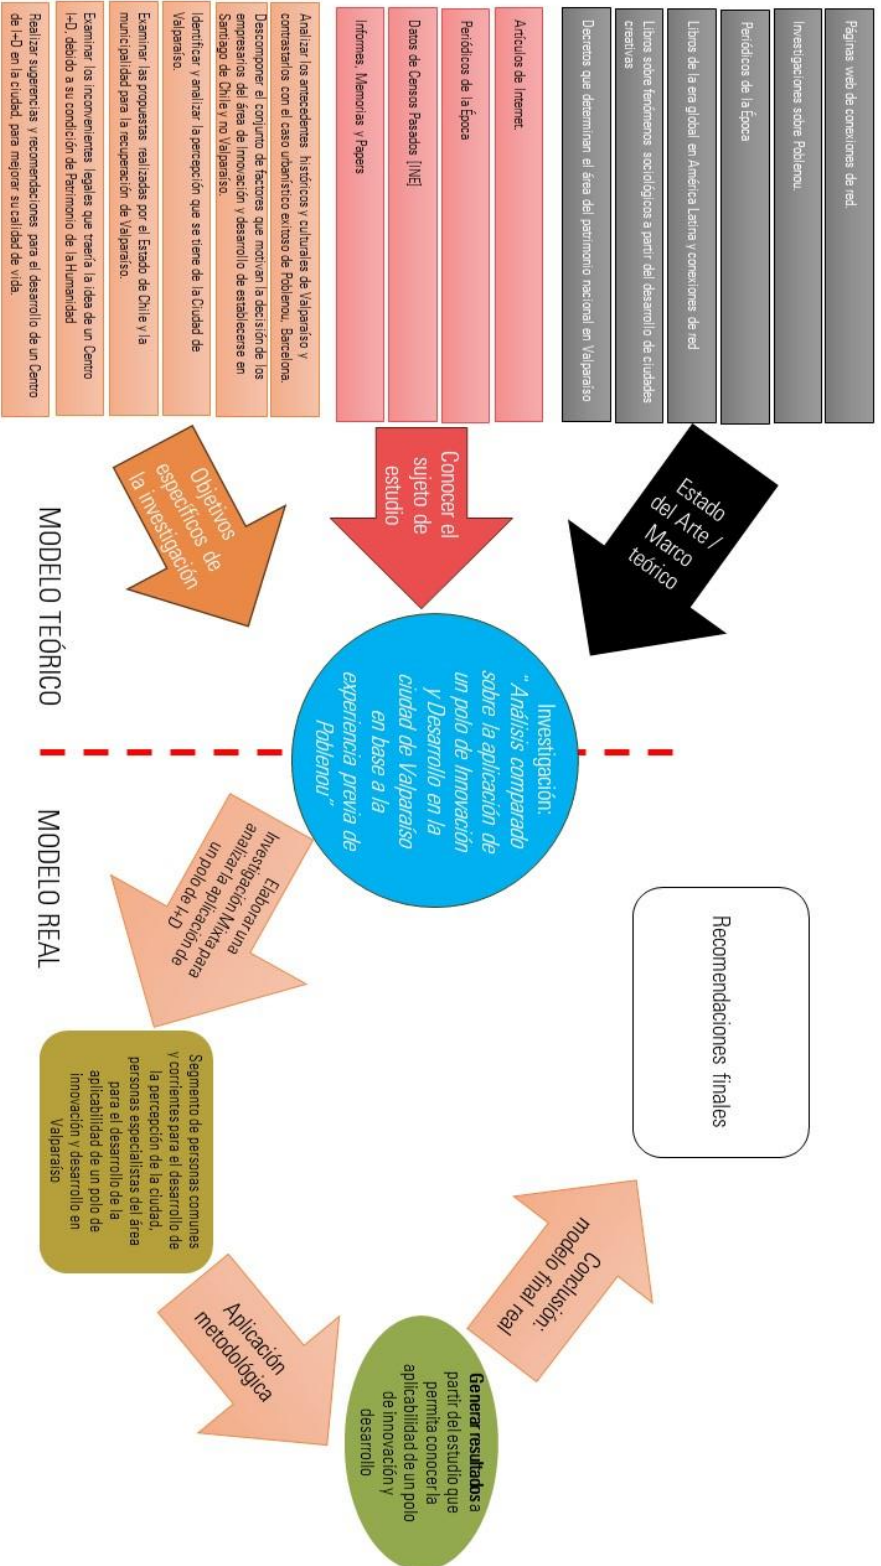 Páginas web de conexiones de red.
Investigaciones sobre Poblenou.
Periódicos de la Época
Libros de la era global en América Latina y conexiones de red
Libros sobre fenómenos sociológicos a partir del desarrollo de ciudades
creativas
Decretos que determinan el área del patrimonio nacional en Valparaíso
Artículos de Internet.
Periódicos de la Época
Datos de Censos Pasados [INE]
Informes, Memorias y Papers
Analizar los antecedentes históricos y culturales de Valparaíso y
contrastarlos con el caso urbanístico exitoso de Poblenou, Barcelona.
Descomponer el conjunto de factores que motivan la decisión de los
empresarios del área de Innovación y desarrollo de establecerse en
Santiago de Chile y no Valparaíso.
Identificar y analizar la percepción que se tiene de la Ciudad de
Valparaíso.
Examinar las propuestas realizadas por el Estado de Chile y la
municipalidad para la recuperación de Valparaíso.
Examinar los inconvenientes legales que traería la idea de un Centro
I+D, debido a su condición de Patrimonio de la Humanidad
Realizar sugerencias y recomendaciones para el desarrollo de un Centro
de I+D en la ciudad, para mejorar su calidad de vida.
Estado
del Arte /
Marco
teórico
Conocer el
sujeto de
estudio
Objetivos
específicos de
la investigación
MODELO TEÓRICO
Investigación:
“ Análisis comparado
sobre la aplicación de
un polo de Innovación
y Desarrollo en la
ciudad de Valparaíso
en base a la
experiencia previa de
Poblenou”
MODELO REAL
Elaborar una
Investigación Mixta para
analizar la aplicación de
un polo de I+D
Segmento de personas comunes
y corrientes para el desarrollo de
la percepción de la ciudad,
personas especialistas del área
para el desarrollo de la
aplicabilidad de un polo de
innovación y desarrollo en
Valparaíso
Aplicación
metodológica
Generar resultados a
partir del estudio que
permita conocer la
aplicabilidad de un polo
de innovación y
desarrollo
Conclusión:
modelo final real
Recomendaciones finales